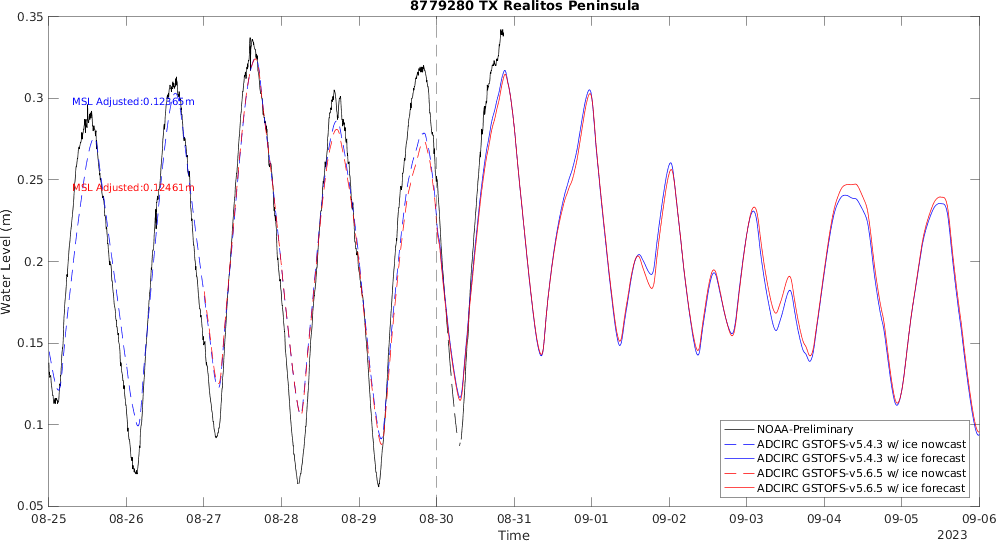 8779280 TX Realitos Peninsula
0.35
0.3
0.25
0.2
0.15
0.1
0.05
Water Level (m)
MSL Adjusted:0.12365m
MSL Adjusted:0.12461m
NOAA-Preliminary
ADCIRC GSTOFS-v5.4.3 w/ ice nowcast
ADCIRC GSTOFS-v5.4.3 w/ ice forecast
ADCIRC GSTOFS-v5.6.5 w/ ice nowcast
ADCIRC GSTOFS-v5.6.5 w/ ice forecast
08-25 08-26 08-27 08-28 08-29 08-30 08-31 09-01 09-02 09-03 09-04 09-05 09-06
Time
2023